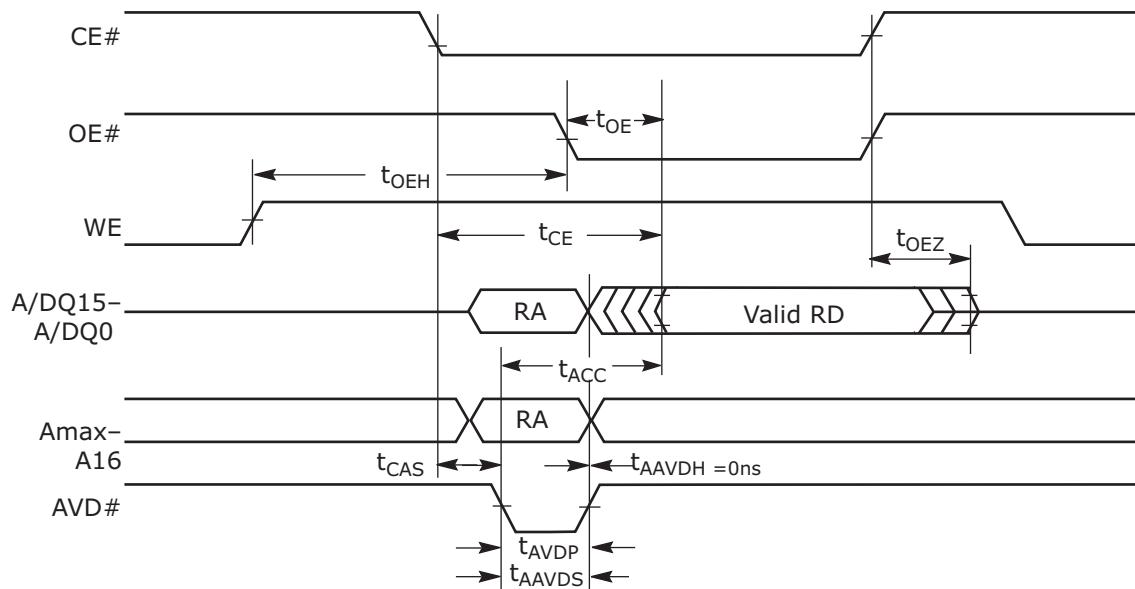 CE#
OE#
tOE
tOEH
WE
tCE
tOEZ
A/DQ15–
A/DQ0
RA
Valid RD
tACC
Amax–
A16
RA
tCAS
tAAVDH =0ns
AVD#
tAVDP
tAAVDS